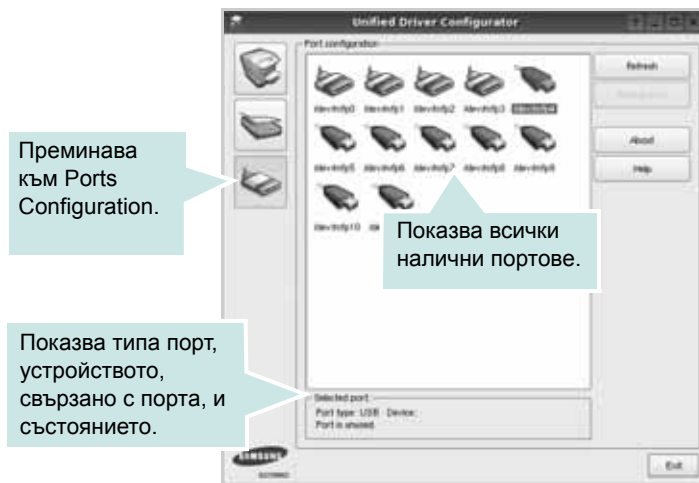 Unified Driver Configurator
Port configuration
Refresh
About
Help
/dev/mfp0 /dev/mfp1 /dev/mfp2 /dev/mfp3 /dev/mfp4
/dev/mfp5 /dev/mfp6 /dev/mfp7 /dev/mfp8 /dev/mfp9
/dev/mfp10
Преминава
към Ports
Configuration.
Показва всички
налични портове.
Показва типа порт,
устройството,
свързано с порта, и
състоянието.
Selected port
Port type: USB Device:
Port is unused.
SAMSUNG
Exit